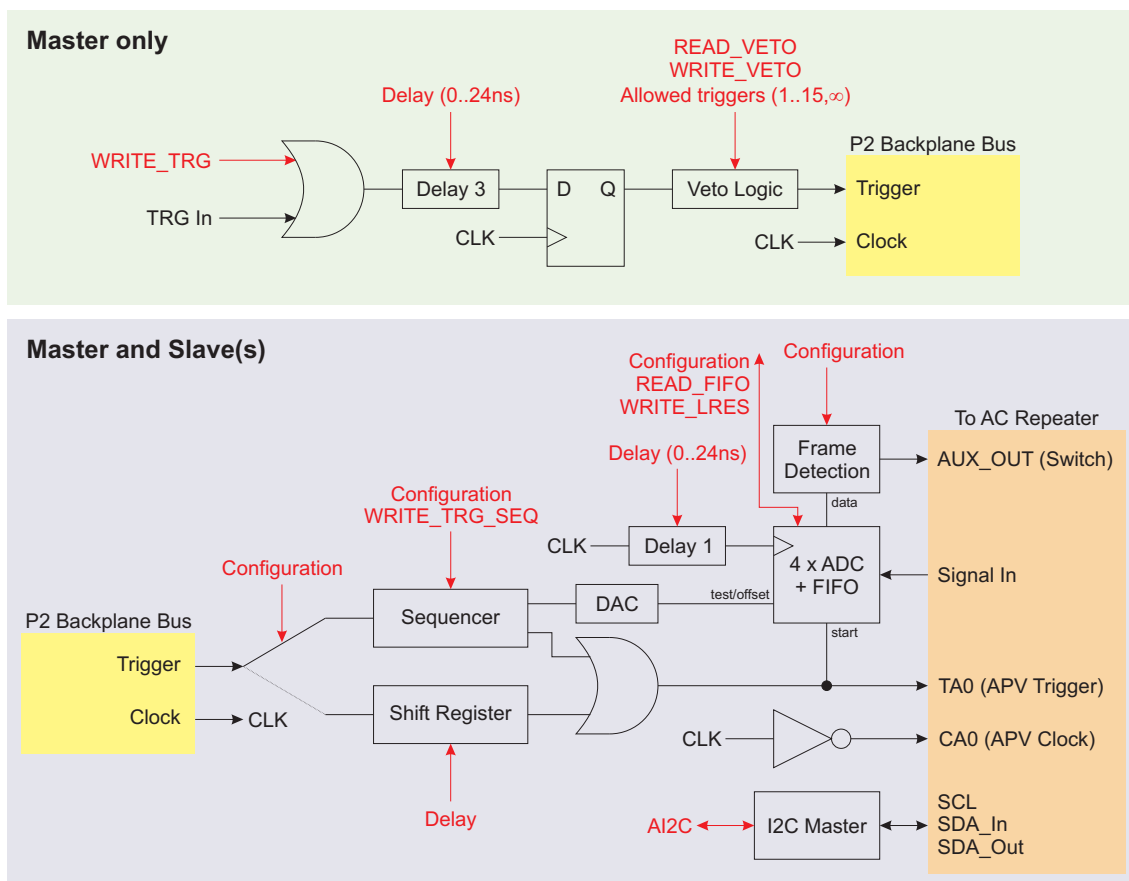 Master only
READ_VETO
WRITE_VETO
Allowed triggers (1..15,∞)
Delay (0..24ns)
P2 Backplane Bus
WRITE_TRG
TRG In
Delay 3
D Q
CLK
Veto Logic
Trigger
CLK
Clock
Master and Slave(s)
Configuration
READ_FIFO
WRITE_LRES
Configuration
To AC Repeater
Frame
Detection
AUX_OUT (Switch)
data
Delay (0..24ns)
Configuration
WRITE_TRG_SEQ
CLK
Delay 1
4 x ADC
+ FIFO
Signal In
Configuration
DAC
test/offset
Sequencer
start
P2 Backplane Bus
Trigger
Clock
CLK
Shift Register
TA0 (APV Trigger)
CLK
CA0 (APV Clock)
Delay
AI2C
I2C Master
SCL
SDA_In
SDA_Out